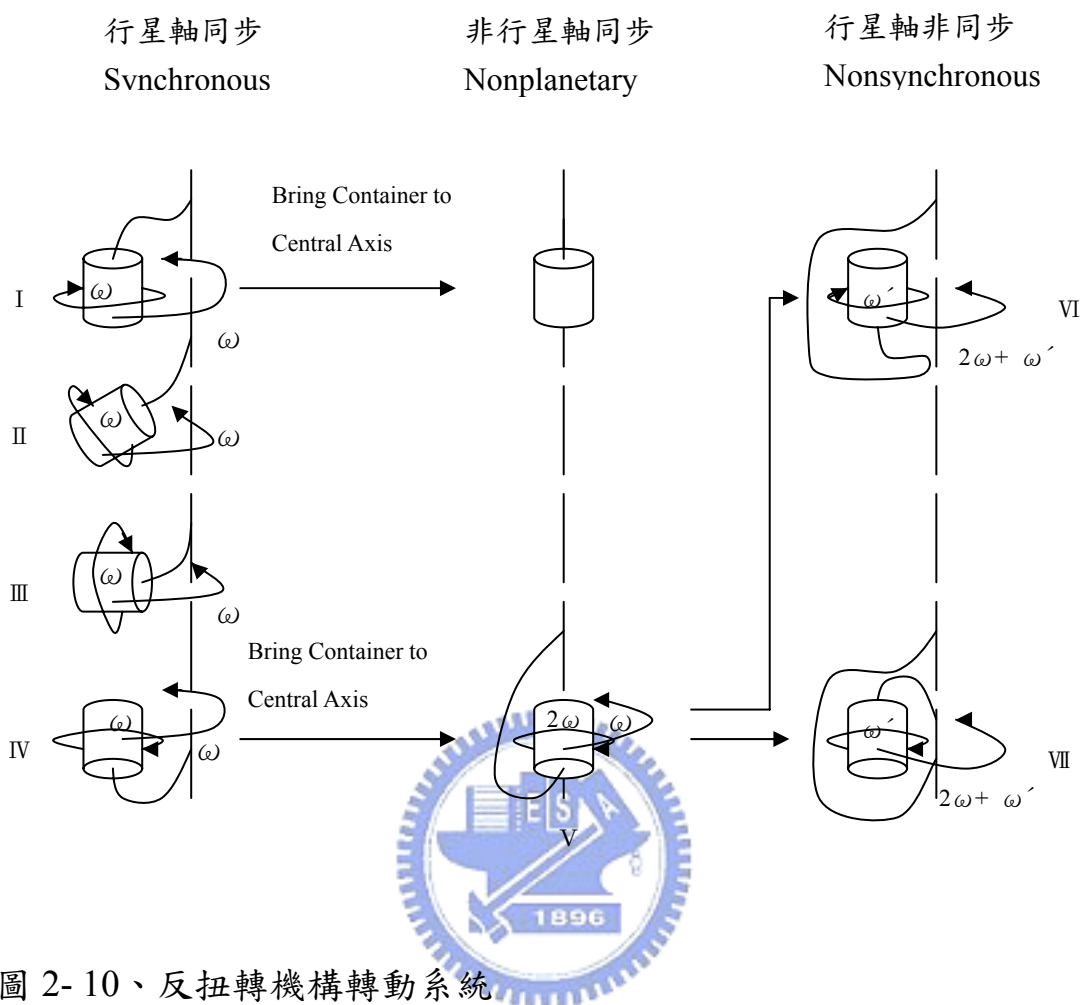 行星軸同步
Synchronous
非行星軸同步
Nonplanetary
行星軸非同步
Nonsynchronous
Bring Container to
Central Axis
Ⅰ
ω
ω
Ⅱ
ω
ω
Ⅲ
ω
ω
Bring Container to
Central Axis
Ⅳ
ω
ω
2ω
ω
V
ω´
Ⅵ
2ω+ ω´
ω´
Ⅶ
2ω+ ω´
E S A
1896
圖 2- 10、反扭轉機構轉動系統